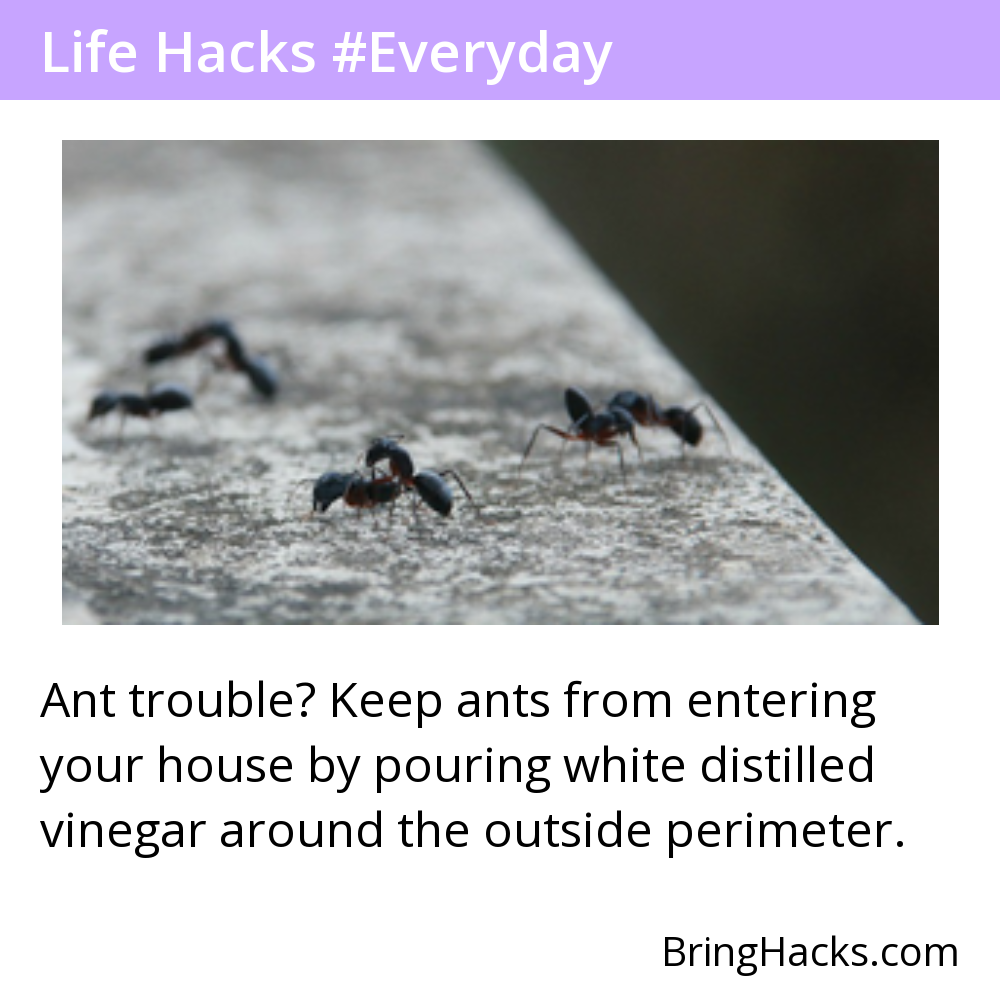 Life Hacks #Everyday
Ant trouble? Keep ants from entering
your house by pouring white distilled
vinegar around the outside perimeter.
BringHacks.com